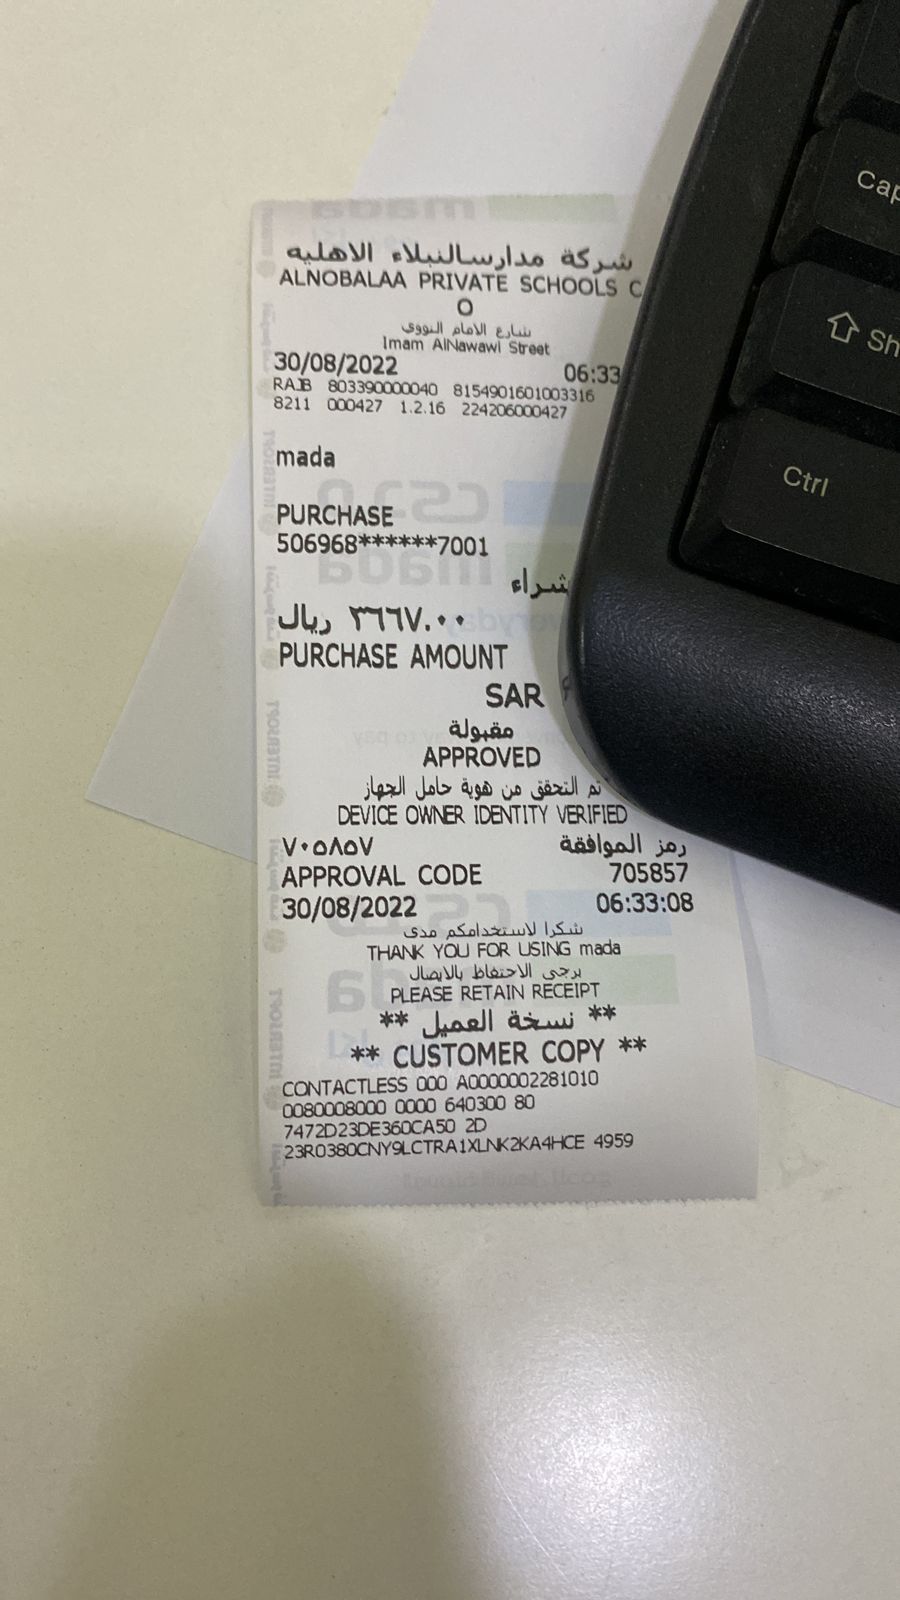 شركة مدارسالنبلاء الاهليه
ALNOBALAA PRIVATE SCHOOLS C
O
شارع الامام النووي
Imam AlNawawi Street
30/08/2022 06:33
RAJB 803390000040 8154901601003316
8211 000427 1.2.16 224206000427
mada
PURCHASE
506968******7001
شراء
٣٦٦٧.٠٠ ريال
PURCHASE AMOUNT
SAR
مقبولة
APPROVED
تم التحقق من هوية حامل الجهاز
DEVICE OWNER IDENTITY VERIFIED
٧٠٥٨٥٧ رمز الموافقة
APPROVAL CODE 705857
30/08/2022 06:33:08
شكرا لاستخدامكم مدى
THANK YOU FOR USING mada
يرجى الاحتفاظ بالايصال
PLEASE RETAIN RECEIPT
** نسخة العميل **
** CUSTOMER COPY **
CONTACTLESS 000 A0000002281010
0080008000 0000 640300 80
7472D23DE360CA50 2D
23R0380CNY9LCTRA1XLNK2KA4HCE 4959
Cap
Sh
Ctrl